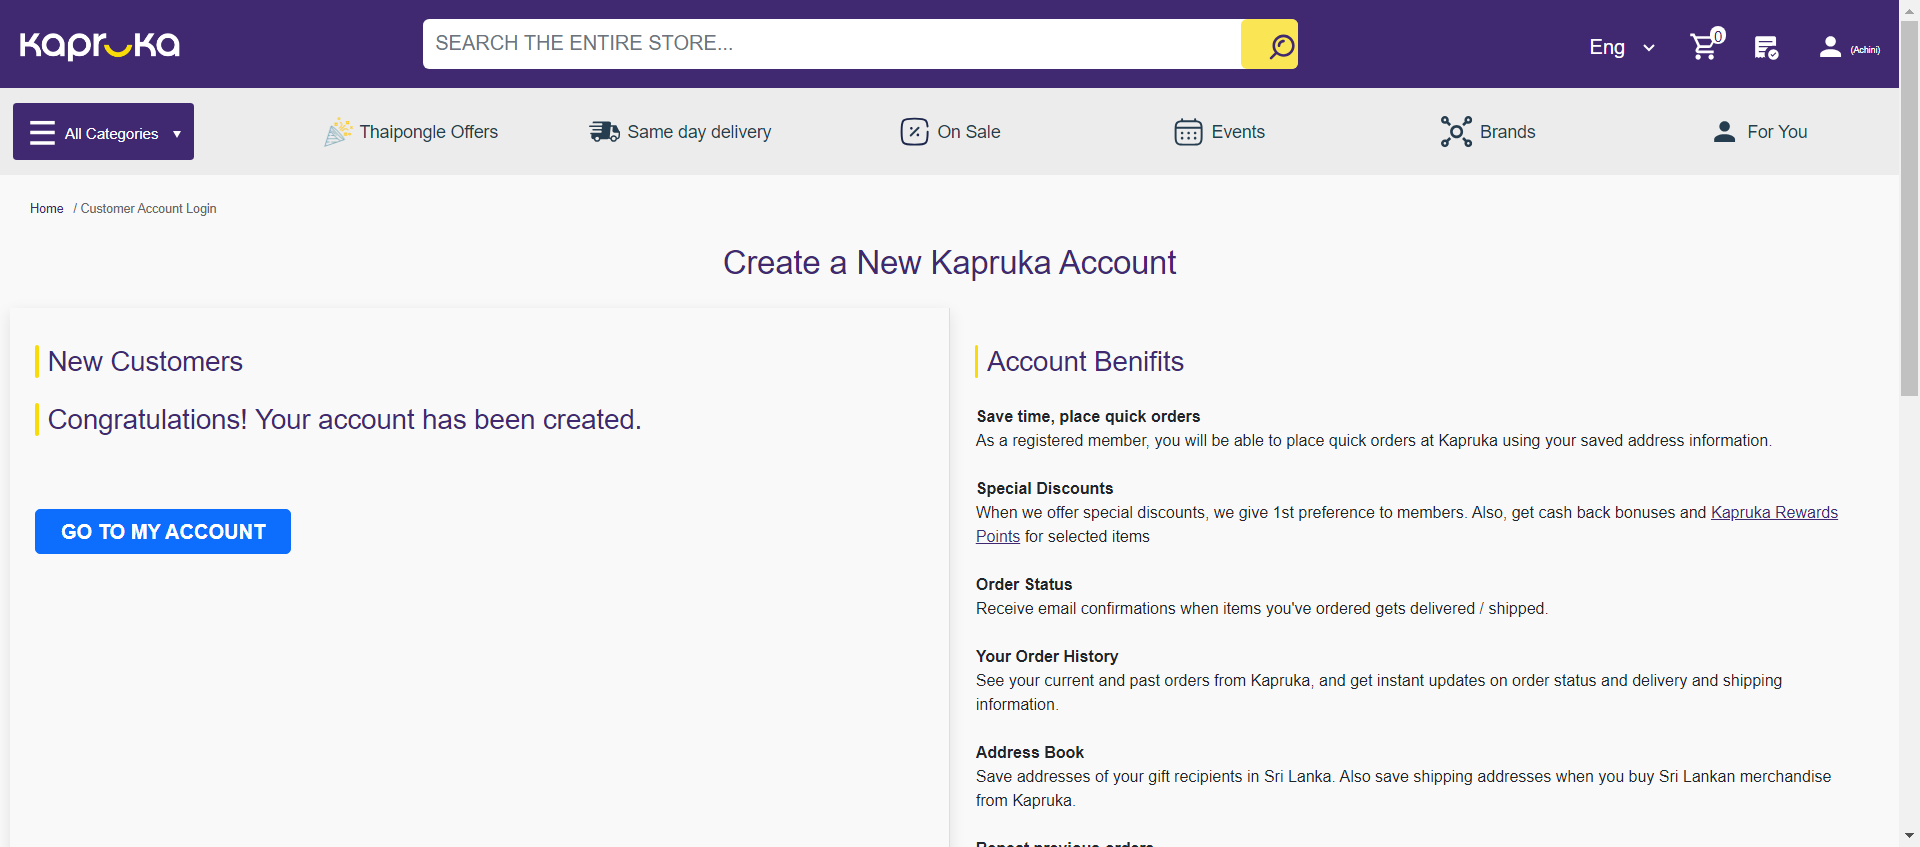 Kapruka
SEARCH THE ENTIRE STORE...
Eng
0
(Achini)
All Categories
Thaipongle Offers
Same day delivery
On Sale
Events
Brands
For You
Home / Customer Account Login
Create a New Kapruka Account
New Customers
Congratulations! Your account has been created.
GO TO MY ACCOUNT
Account Benifits
Save time, place quick orders
As a registered member, you will be able to place quick orders at Kapruka using your saved address information.
Special Discounts
When we offer special discounts, we give 1st preference to members. Also, get cash back bonuses and Kapruka Rewards
Points for selected items
Order Status
Receive email confirmations when items you've ordered gets delivered / shipped.
Your Order History
See your current and past orders from Kapruka, and get instant updates on order status and delivery and shipping
information.
Address Book
Save addresses of your gift recipients in Sri Lanka. Also save shipping addresses when you buy Sri Lankan merchandise
from Kapruka.
Repeat previous orders